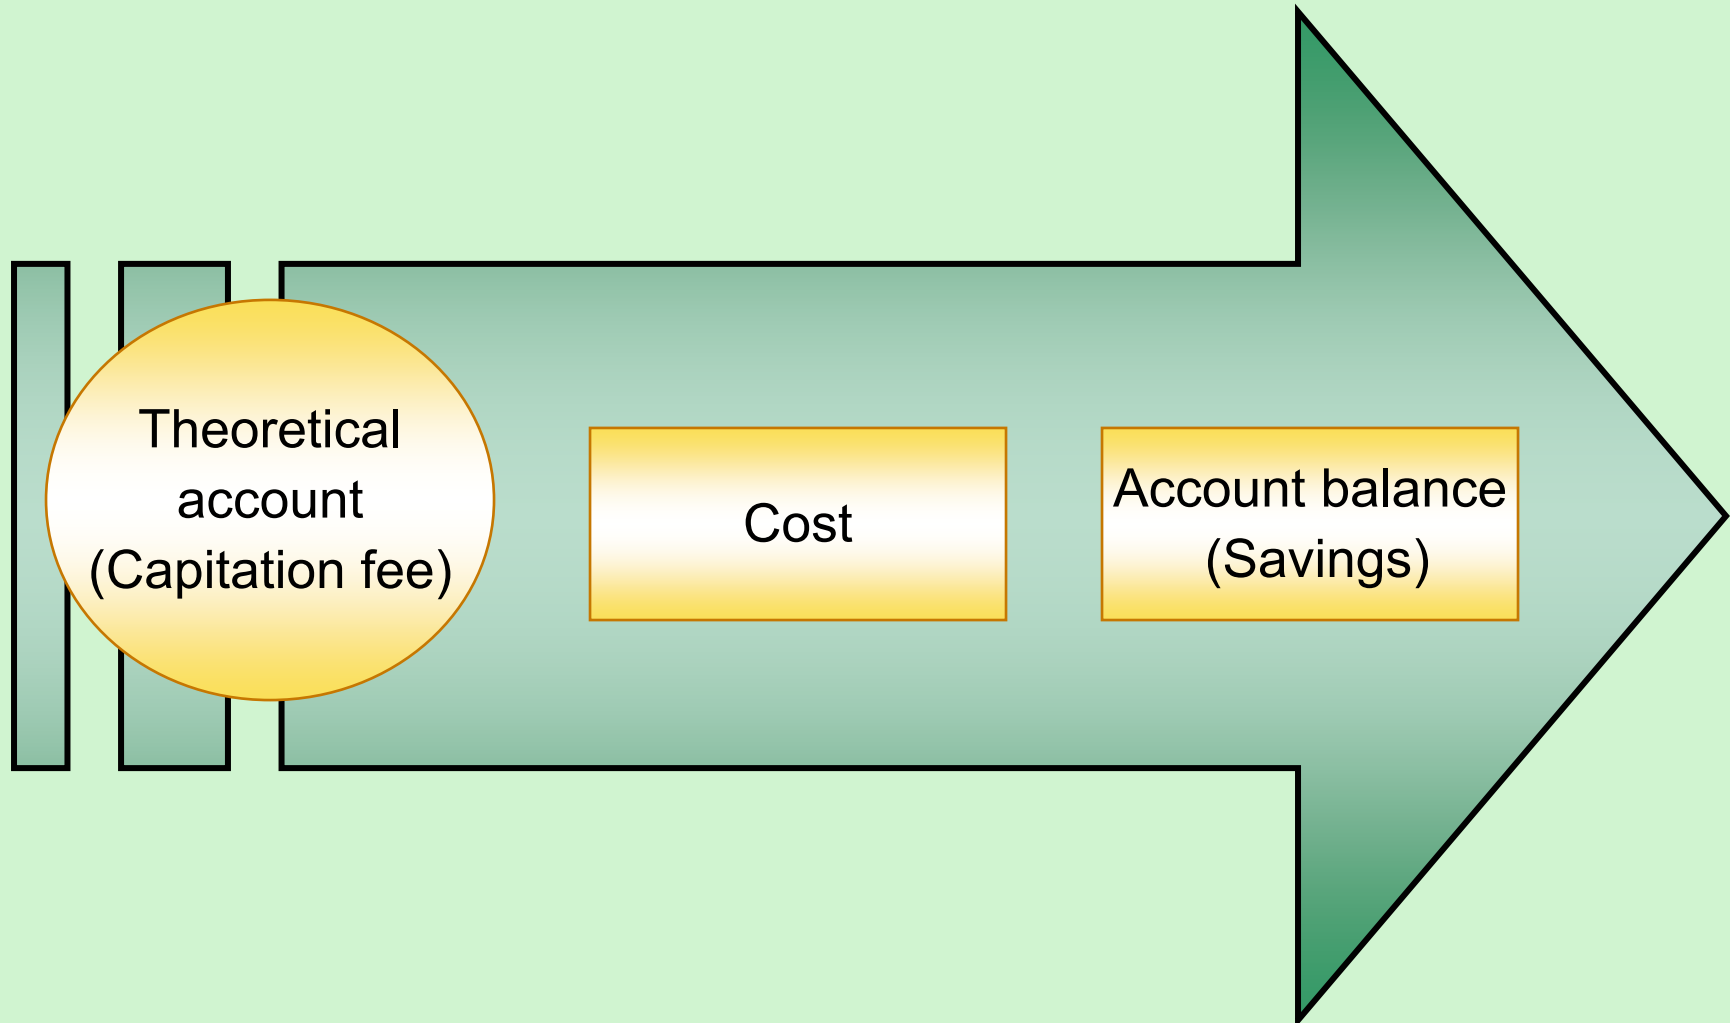 Theoretical
account
(Capitation fee)
Cost
Account balance
(Savings)